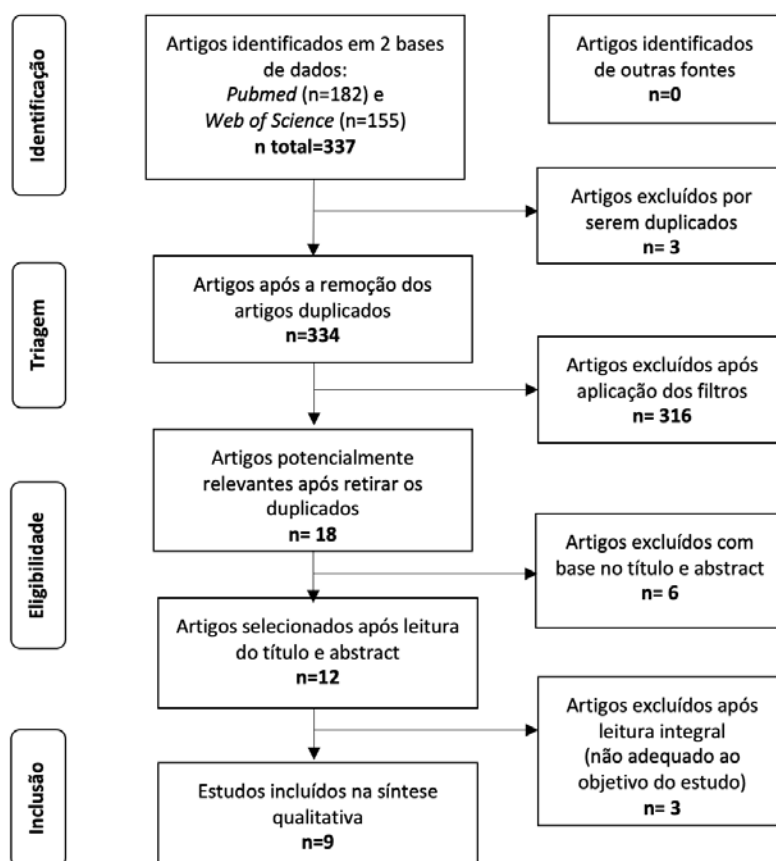 Identificação
Artigos identificados em 2 bases
de dados:
Pubmed (n=182) e
Web of Science (n=155)
n total=337
Artigos identificados
de outras fontes
n=0
Artigos excluídos por
serem duplicados
n= 3
Triagem
Artigos após a remoção dos
artigos duplicados
n=334
Artigos excluídos após
aplicação dos filtros
n= 316
Eligibilidade
Artigos potencialmente
relevantes após retirar os
duplicados
n= 18
Artigos excluídos com
base no título e abstract
n= 6
Artigos selecionados após leitura
do título e abstract
n=12
Artigos excluídos após
leitura integral
(não adequado ao
objetivo do estudo)
n= 3
Inclusão
Estudos incluídos na síntese
qualitativa
n=9